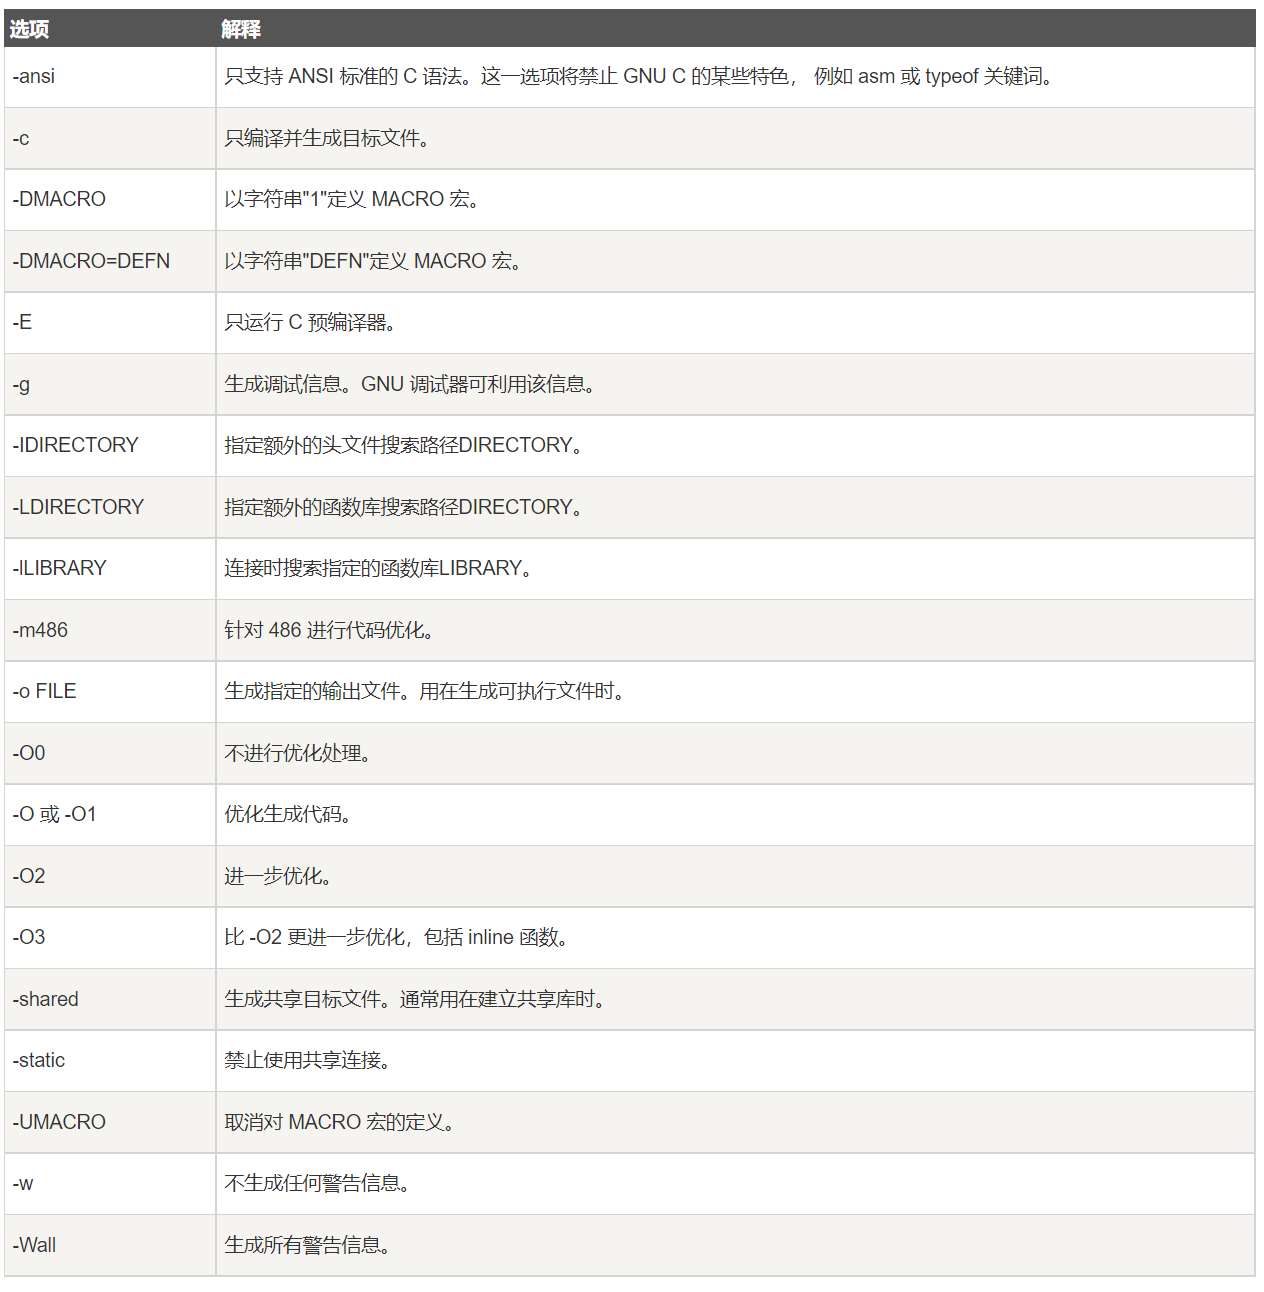 选项 解释
-ansi 只支持 ANSI 标准的 C 语法。这一选项将禁止 GNU C 的某些特色， 例如 asm 或 typeof 关键词。
-c 只编译并生成目标文件。
-DMACRO 以字符串"1"定义 MACRO 宏。
-DMACRO=DEFN 以字符串"DEFN"定义 MACRO 宏。
-E 只运行 C 预编译器。
-g 生成调试信息。GNU 调试器可利用该信息。
-IDIRECTORY 指定额外的头文件搜索路径DIRECTORY。
-LDIRECTORY 指定额外的函数库搜索路径DIRECTORY。
-lLIBRARY 连接时搜索指定的函数库LIBRARY。
-m486 针对 486 进行代码优化。
-o FILE 生成指定的输出文件。用在生成可执行文件时。
-O0 不进行优化处理。
-O 或 -O1 优化生成代码。
-O2 进一步优化。
-O3 比 -O2 更进一步优化，包括 inline 函数。
-shared 生成共享目标文件。通常用在建立共享库时。
-static 禁止使用共享连接。
-UMACRO 取消对 MACRO 宏的定义。
-w 不生成任何警告信息。
-Wall 生成所有警告信息。